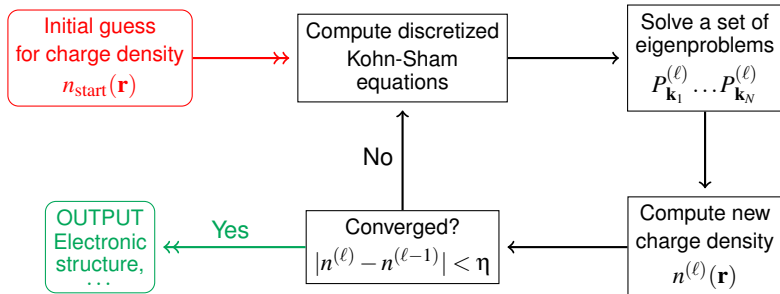 Initial guess
for charge density
n_start(𝐫)
Compute discretized
Kohn-Sham
equations
Solve a set of
eigenproblems
P_{𝐤_1}^{(ℓ)} … P_{𝐤_N}^{(ℓ)}
No
Yes
OUTPUT
Electronic
structure,
⋯
Converged?
|n^{(ℓ)} − n^{(ℓ−1)}| < η
Compute new
charge density
n^{(ℓ)}(𝐫)